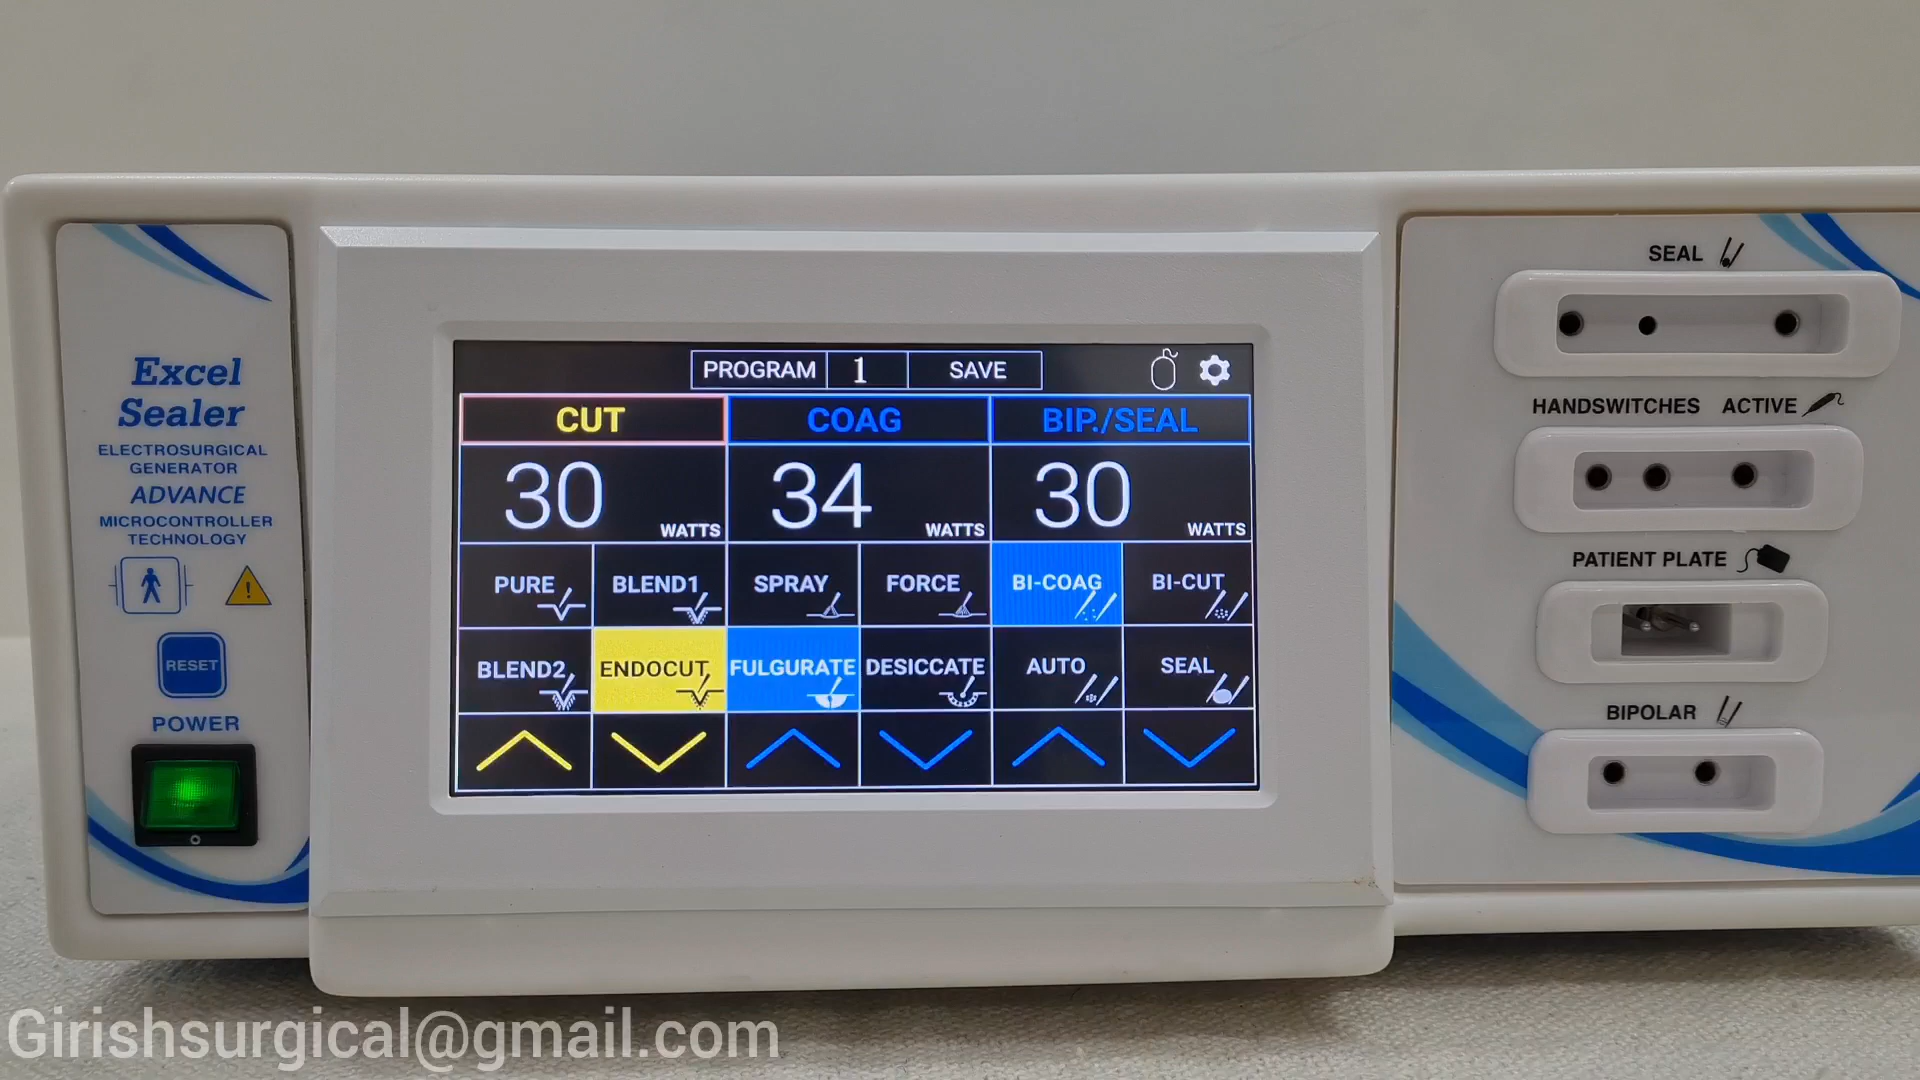 Excel
Sealer
ELECTROSURGICAL
GENERATOR
ADVANCE
MICROCONTROLLER
TECHNOLOGY
RESET
POWER
PROGRAM 1 SAVE
CUT COAG BIP./SEAL
30 WATTS 34 WATTS 30 WATTS
PURE BLEND1 SPRAY FORCE BI-COAG BI-CUT
BLEND2 ENDOCUT FULGURATE DESICCATE AUTO SEAL
SEAL
HANDSWITCHES ACTIVE
PATIENT PLATE
BIPOLAR
Girishsurgical@gmail.com